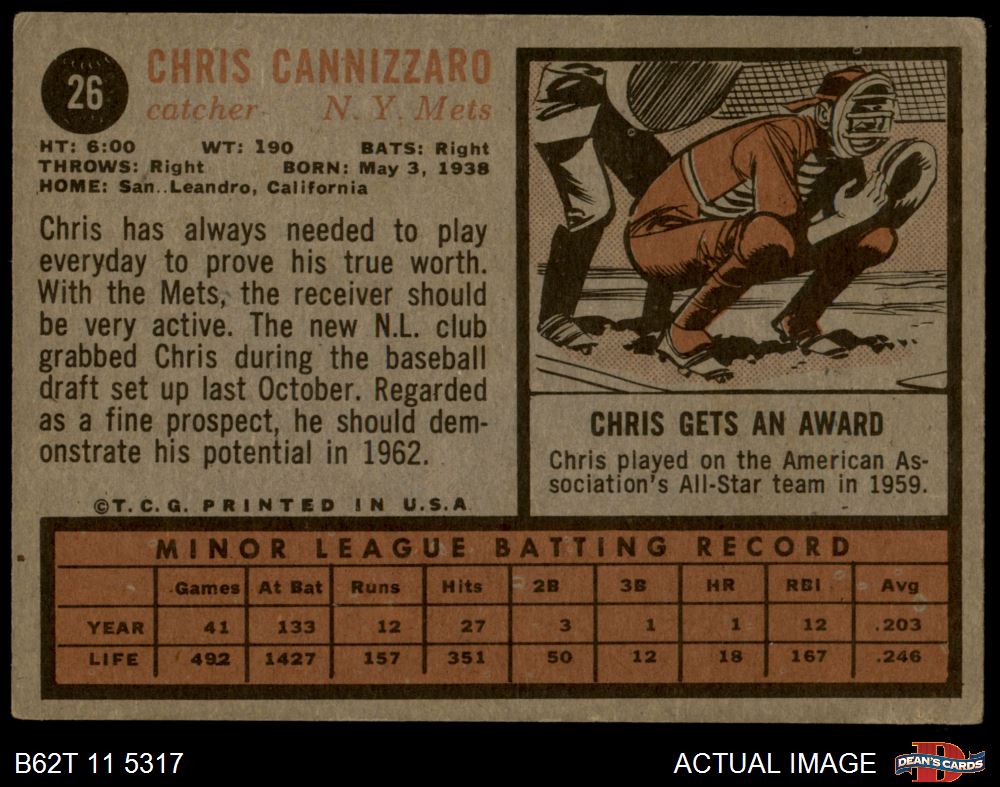 26
CHRIS CANNIZZARO
catcher N. Y. Mets
HT: 6:00 WT: 190 BATS: Right
THROWS: Right BORN: May 3, 1938
HOME: San Leandro, California
Chris has always needed to play
everyday to prove his true worth.
With the Mets, the receiver should
be very active. The new N.L. club
grabbed Chris during the baseball
draft set up last October. Regarded
as a fine prospect, he should dem-
onstrate his potential in 1962.
©T. C. G. PRINTED IN U.S.A
CHRIS GETS AN AWARD
Chris played on the American As-
sociation's All-Star team in 1959.
MINOR LEAGUE BATTING RECORD
Games At Bat Runs Hits 2B 3B HR RBI Avg
YEAR 41 133 12 27 3 1 1 12 .203
LIFE 492 1427 157 351 50 12 18 167 .246
B62T 11 5317 ACTUAL IMAGE DEAN'S CARDS